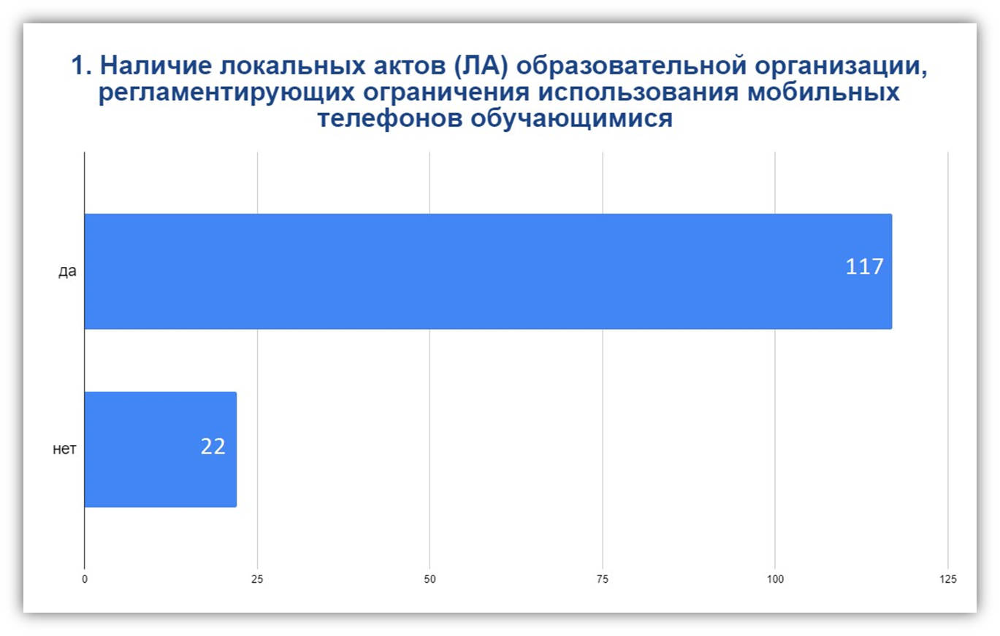 1. Наличие локальных актов (ЛА) образовательной организации,
регламентирующих ограничения использования мобильных
телефонов обучающимися
да
117
нет
22
0
25
50
75
100
125